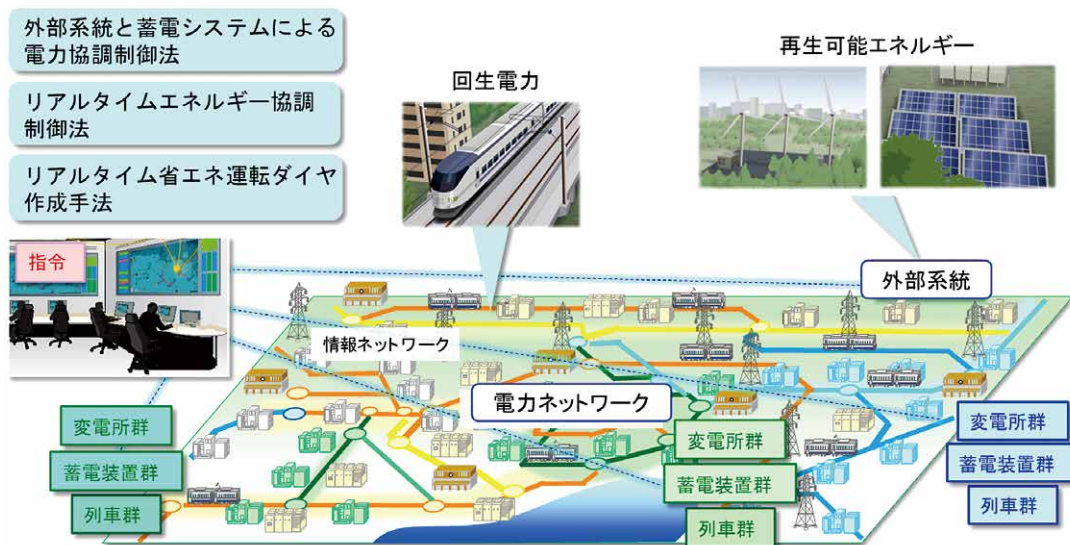 外部系統と蓄電システムによる
電力協調制御法
リアルタイムエネルギー協調
制御法
リアルタイム省エネ運転ダイヤ
作成手法
回生電力
再生可能エネルギー
指令
外部系統
情報ネットワーク
電力ネットワーク
変電所群
蓄電装置群
列車群
変電所群
蓄電装置群
列車群
変電所群
蓄電装置群
列車群